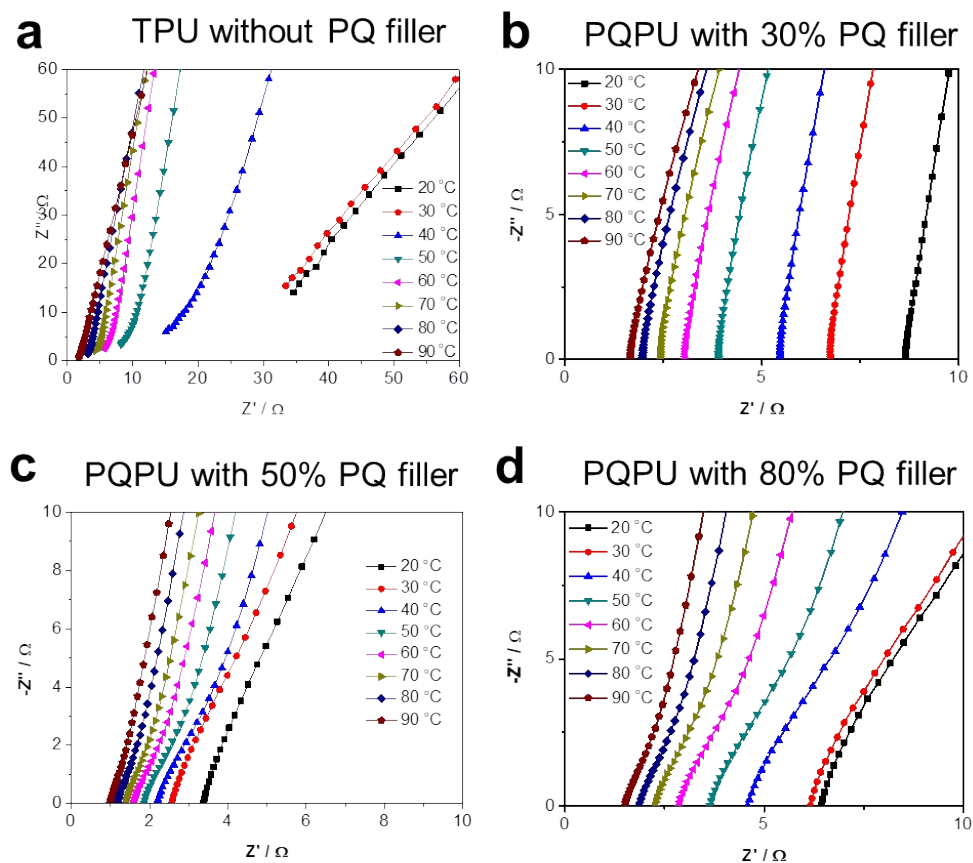 a
TPU without PQ filler
60
50
40
30
20
10
0
0
10
20
30
40
50
60
Z' / Ω
20 °C
30 °C
40 °C
50 °C
60 °C
70 °C
80 °C
90 °C
b
PQPU with 30% PQ filler
10
5
0
0
5
10
-Z'' / Ω
Z' / Ω
20 °C
30 °C
40 °C
50 °C
60 °C
70 °C
80 °C
90 °C
c
PQPU with 50% PQ filler
10
8
6
4
2
0
0
2
4
6
8
10
-Z'' / Ω
Z' / Ω
20 °C
30 °C
40 °C
50 °C
60 °C
70 °C
80 °C
90 °C
d
PQPU with 80% PQ filler
10
5
0
0
5
10
-Z'' / Ω
Z' / Ω
20 °C
30 °C
40 °C
50 °C
60 °C
70 °C
80 °C
90 °C